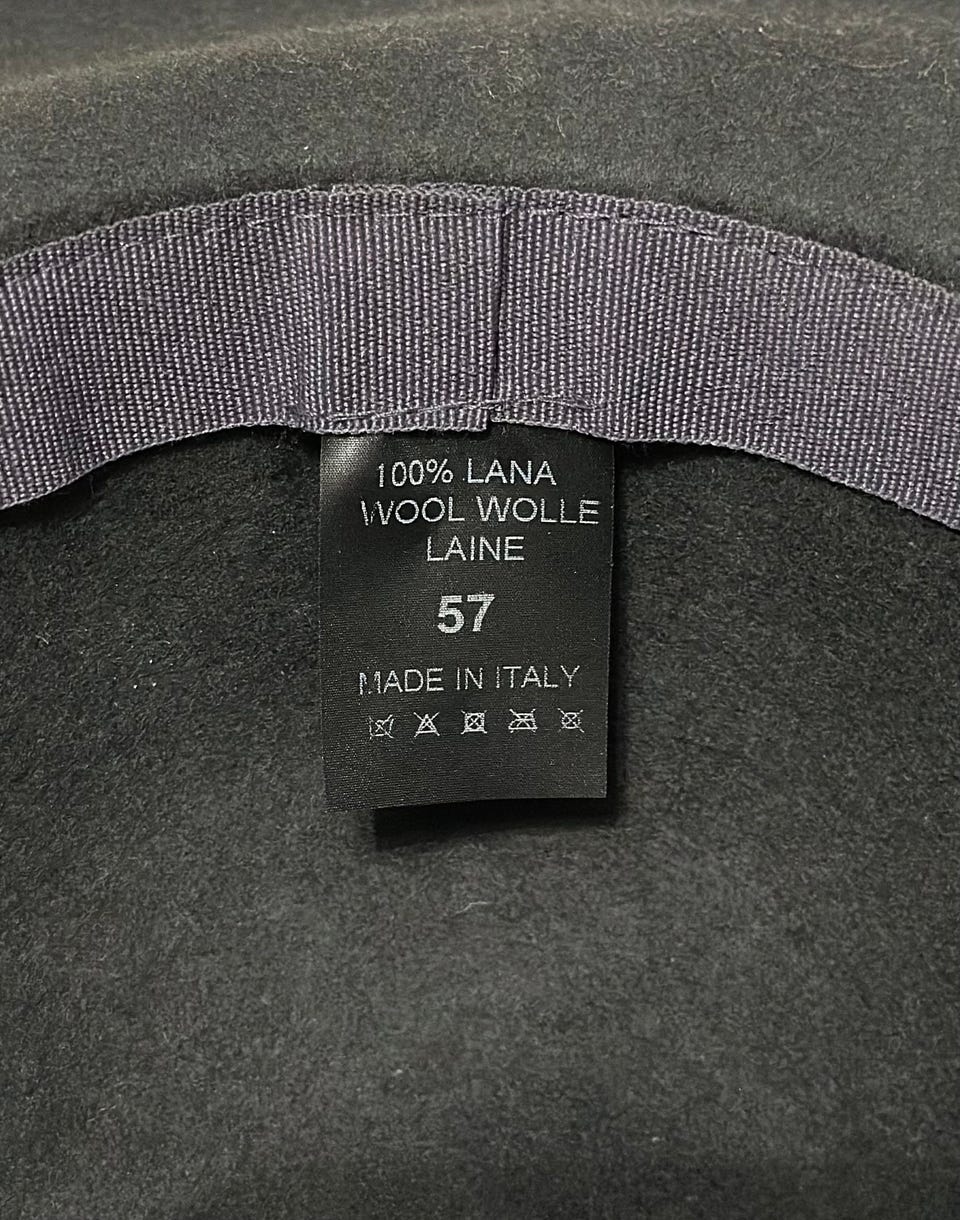 100% LANA
WOOL WOLLE
LAINE
57
MADE IN ITALY